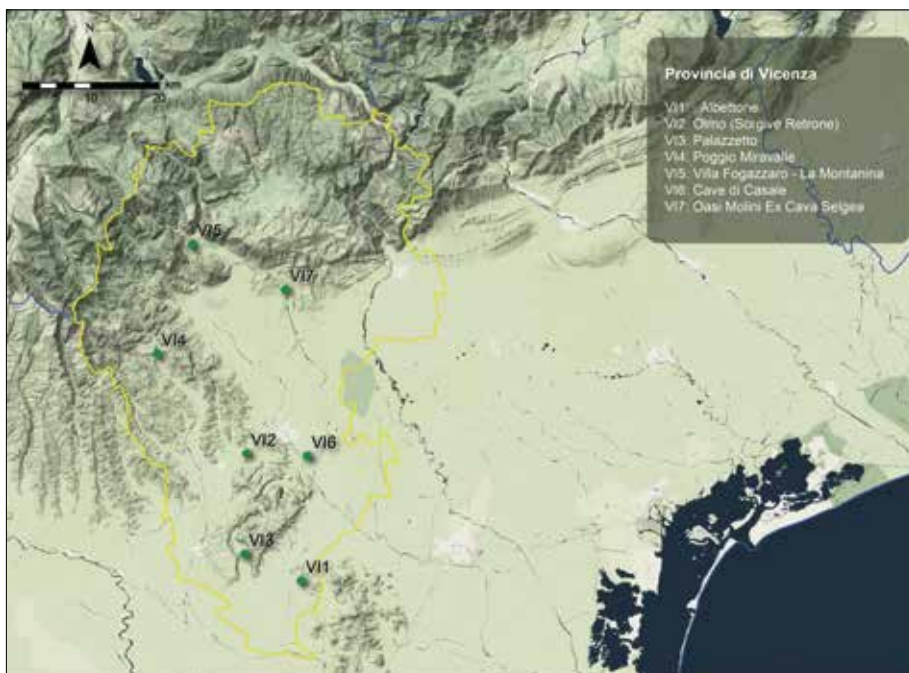 N
km
10
20
Provincia di Vicenza
VI1: Albettone
VI2: Olmo (Sorgive Retrone)
VI3: Palazzetto
VI4: Poggio Miravalle
VI5: Villa Fogazzaro - La Montanina
VI6: Cave di Casale
VI7: Oasi Molini Ex Cava Selgea
VI5
VI7
VI4
VI2
VI6
VI3
VI1